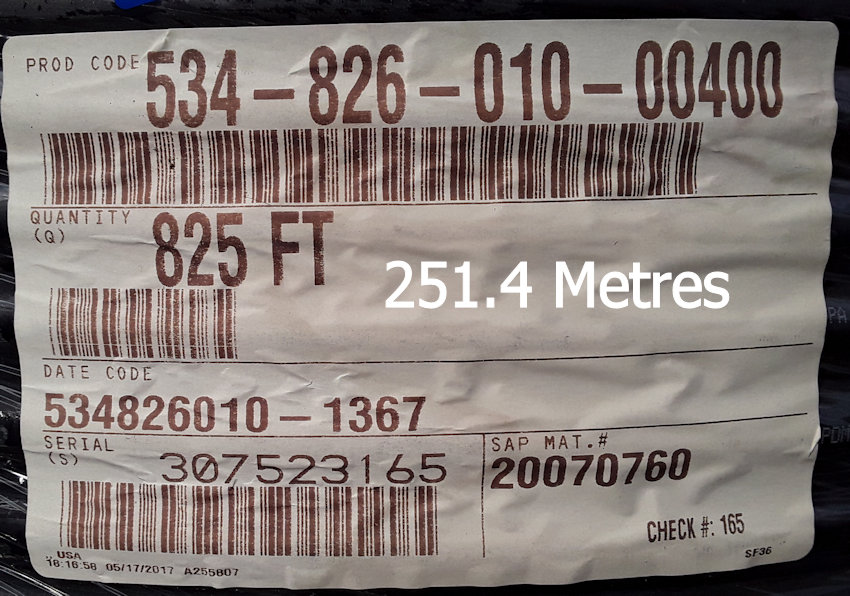 PROD CODE 534-826-010-00400
QUANTITY
(Q)
825 FT
251.4 Metres
DATE CODE
534826010-1367
SERIAL
(S)
307523165
SAP MAT.#
20070760
CHECK #: 165
USA
18:16:58 05/17/2017 A255807
SF36